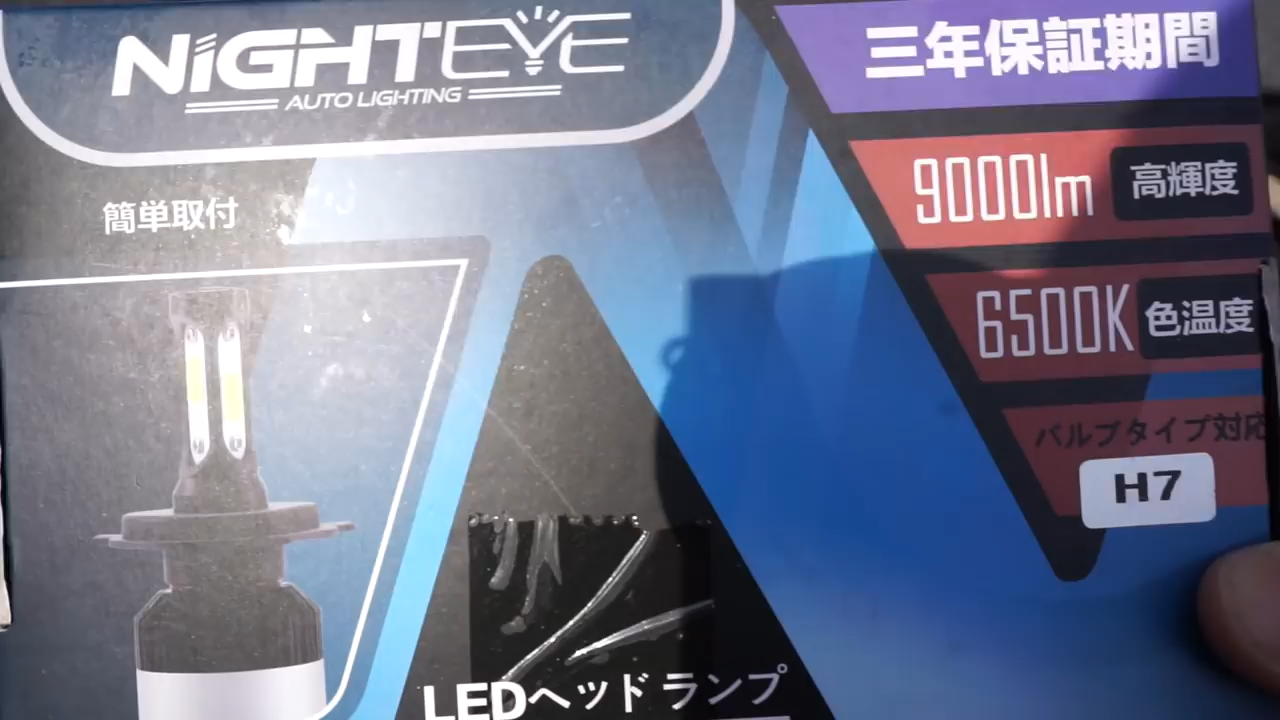 NiGHTEYE
AUTO LIGHTING
三年保証期間
9000lm 高輝度
簡単取付
6500K 色温度
バルブタイプ対応
H7
LEDヘッドランプ